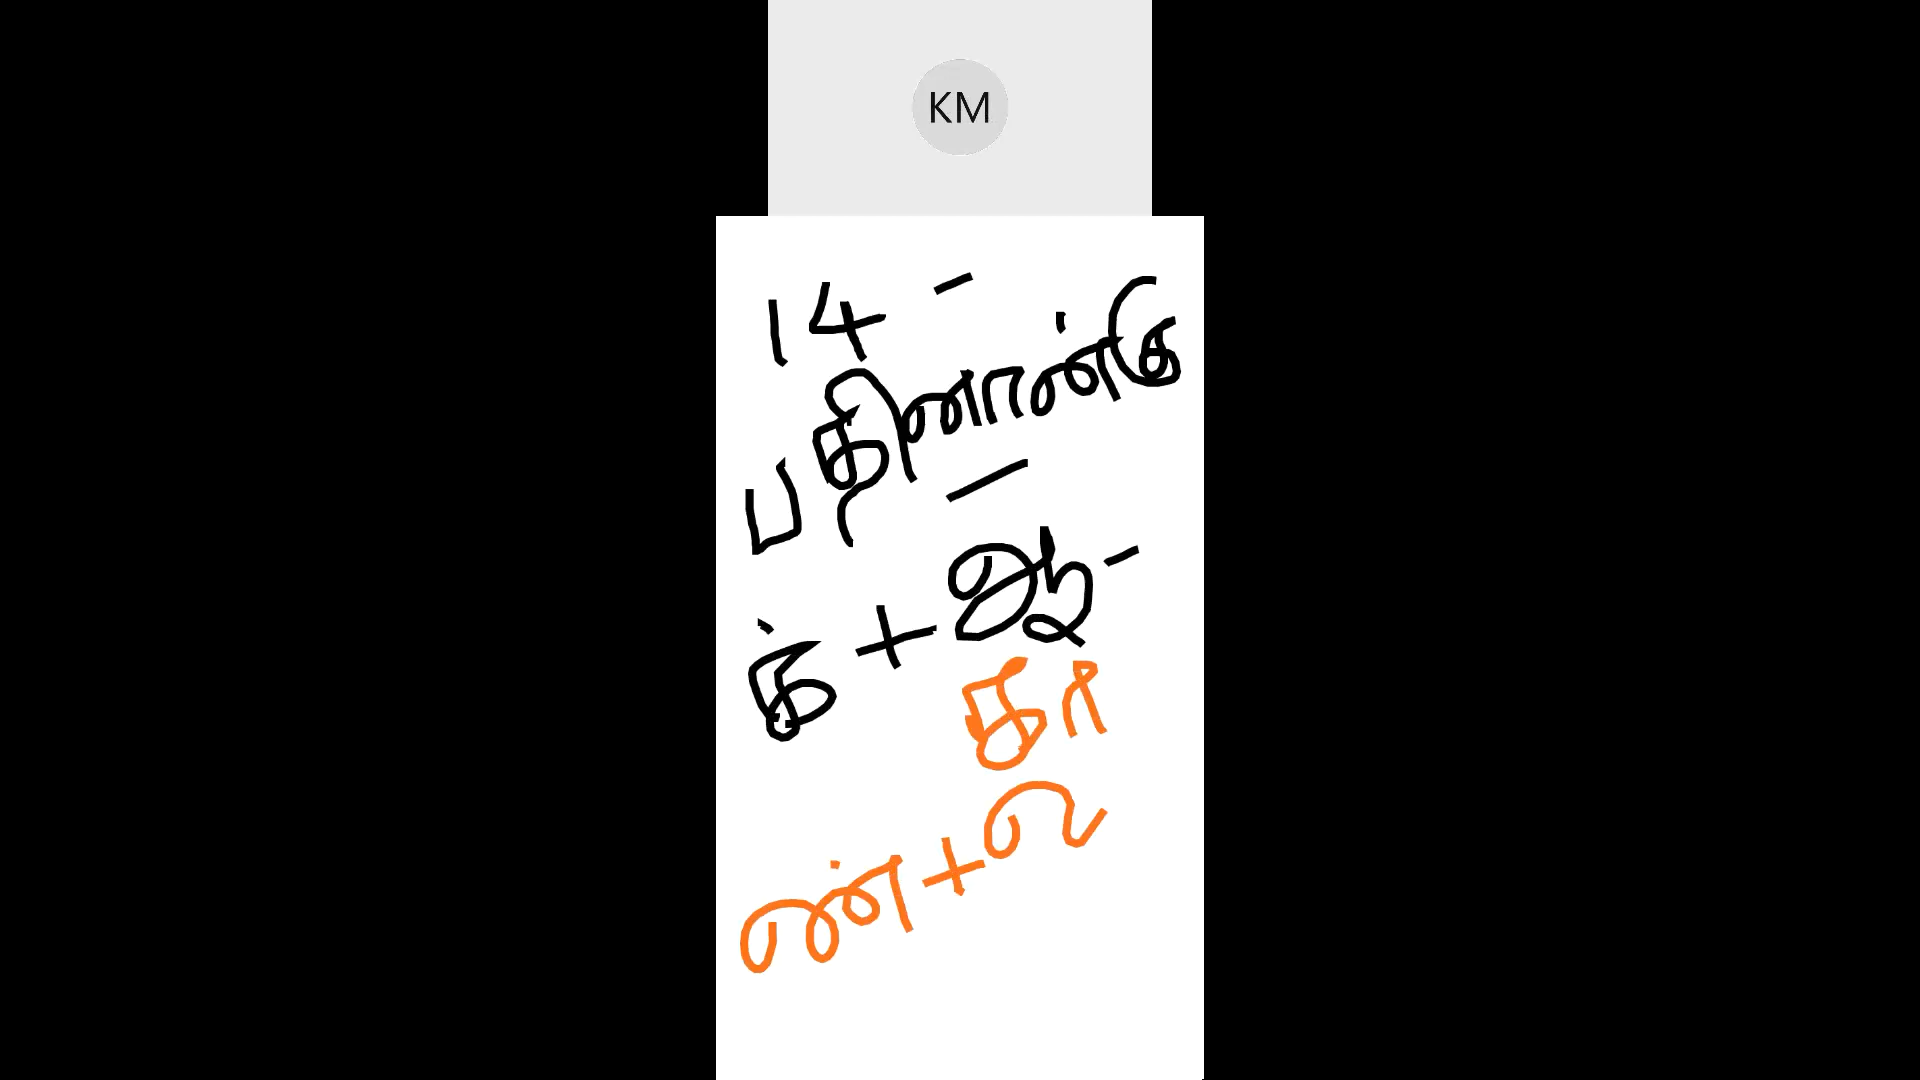 KM
14 -
பதினான்கு
-
க் + ஆ -
கா
ன் + எ